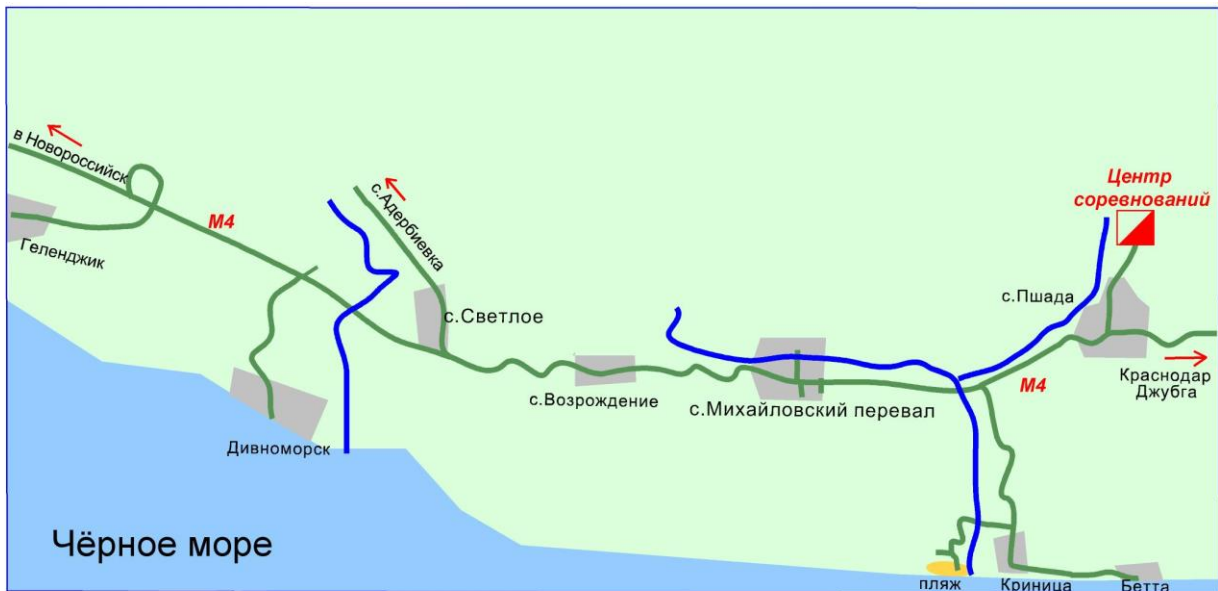 в Новороссийск
Геленджик
М4
с.Адербиевка
Центр
соревнований
с.Пшада
с.Светлое
с.Возрождение
с.Михайловский перевал
М4
Краснодар
Джубга
Дивноморск
Чёрное море
пляж
Криница
Бетта